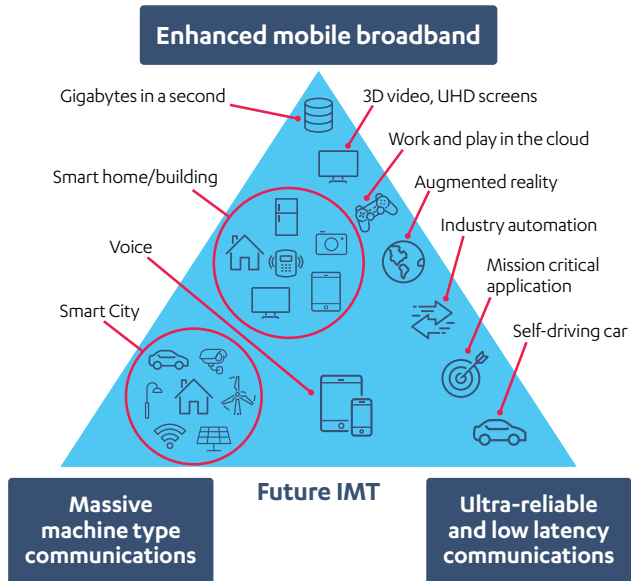 Enhanced mobile broadband
Gigabytes in a second
3D video, UHD screens
Work and play in the cloud
Smart home/building
Augmented reality
Voice
Industry automation
Mission critical
application
Smart City
Self-driving car
Future IMT
Massive
machine type
communications
Ultra-reliable
and low latency
communications